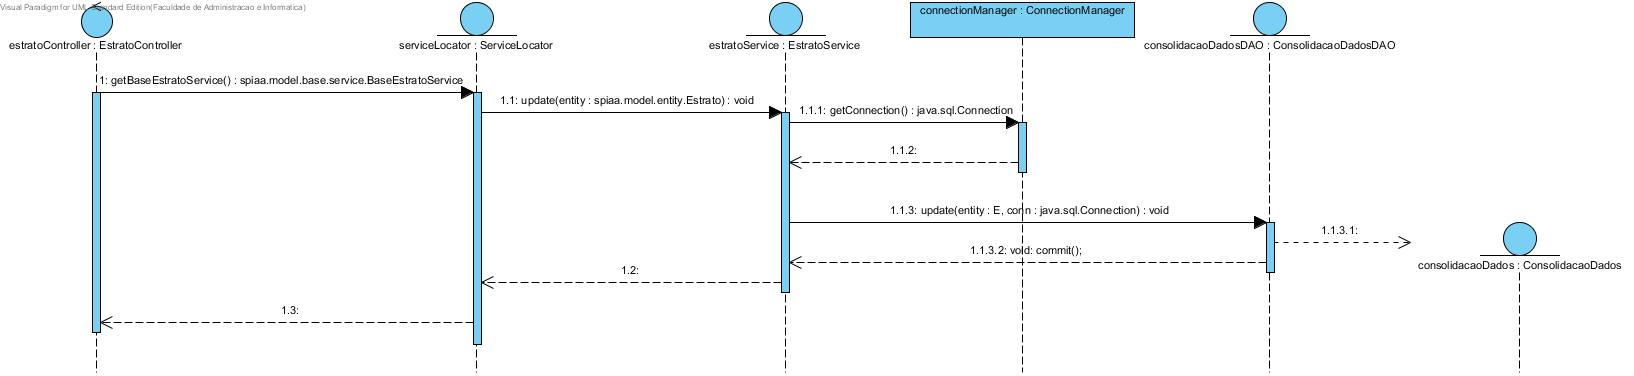 Visual Paradigm for UML Standard Edition(Faculdade de Administracao e Informatica)
estratoController : EstratoController
serviceLocator : ServiceLocator
estratoService : EstratoService
connectionManager : ConnectionManager
consolidacaoDadosDAO : ConsolidacaoDadosDAO
1: getBaseEstratoService() : spiaa.model.base.service.BaseEstratoService
1.1: update(entity : spiaa.model.entity.Estrato) : void
1.1.1: getConnection() : java.sql.Connection
1.1.2:
1.1.3: update(entity : E, conn : java.sql.Connection) : void
1.1.3.1:
1.1.3.2: void: commit();
consolidacaoDados : ConsolidacaoDados
1.2:
1.3: